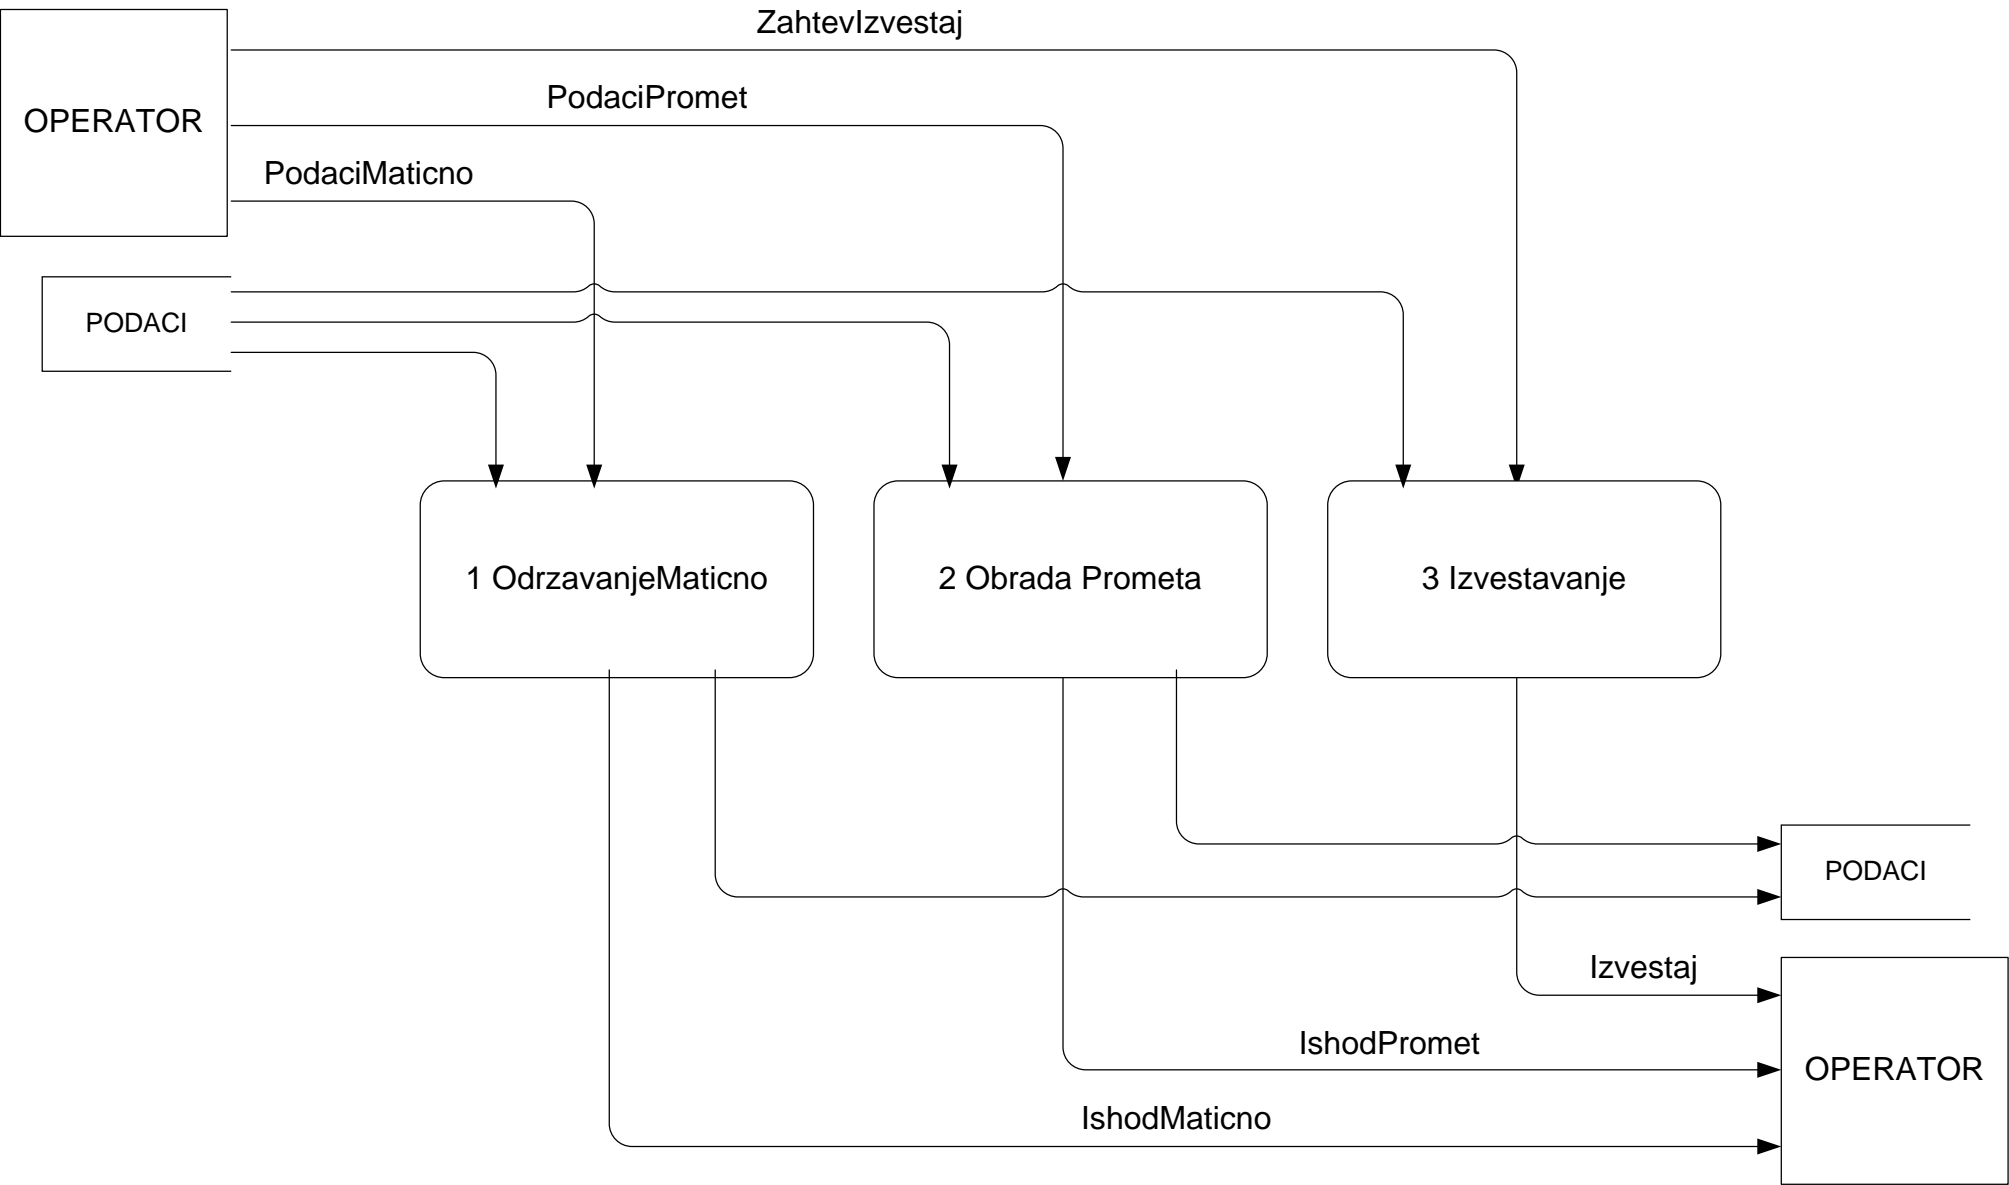 ZahtevIzvestaj
PodaciPromet
OPERATOR
PodaciMaticno
PODACI
1 OdrzavanjeMaticno
2 Obrada Prometa
3 Izvestavanje
PODACI
Izvestaj
IshodPromet
OPERATOR
IshodMaticno